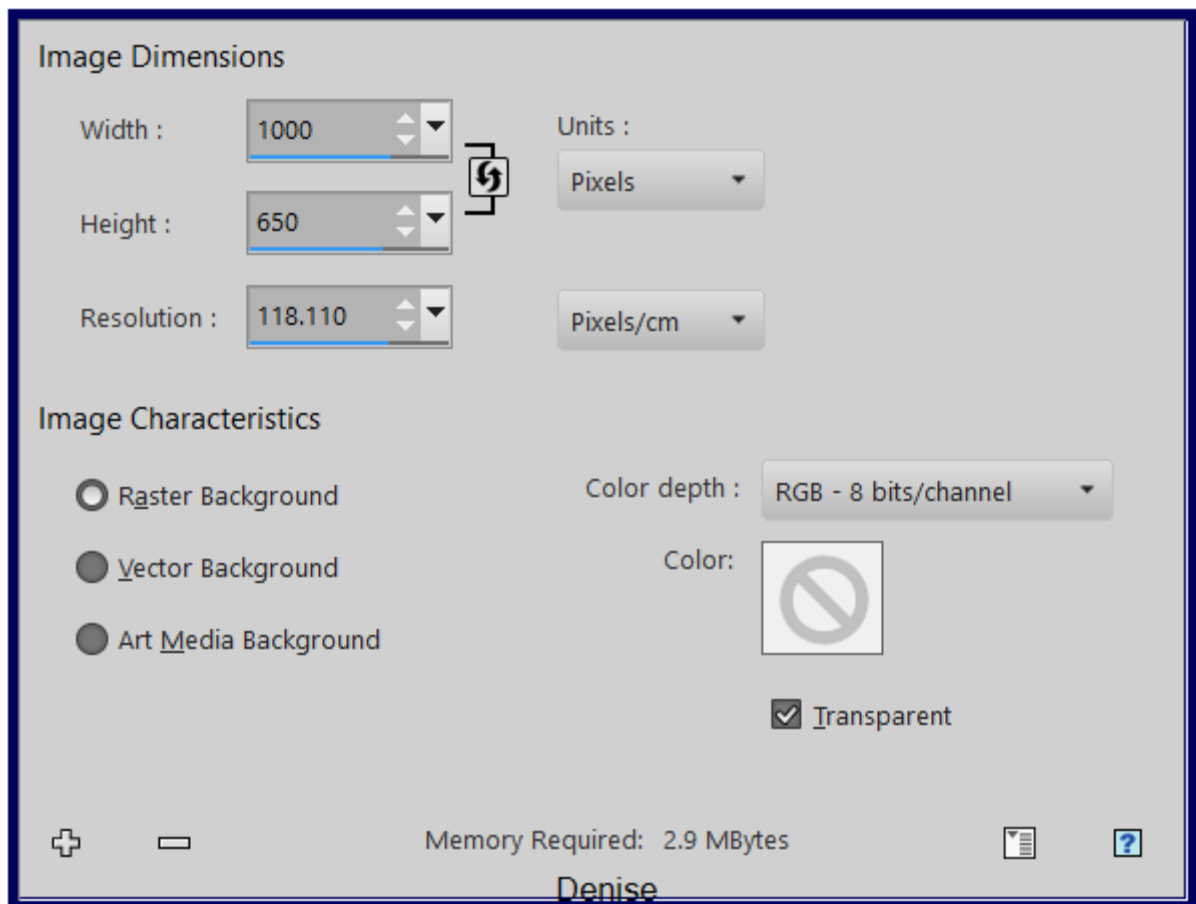 Image Dimensions
Width : 1000 Units :
Pixels
Height : 650
Resolution : 118.110 Pixels/cm
Image Characteristics
Raster Background Color depth : RGB - 8 bits/channel
Vector Background Color:
Art Media Background
Transparent
Memory Required: 2.9 MBytes ?
Denise